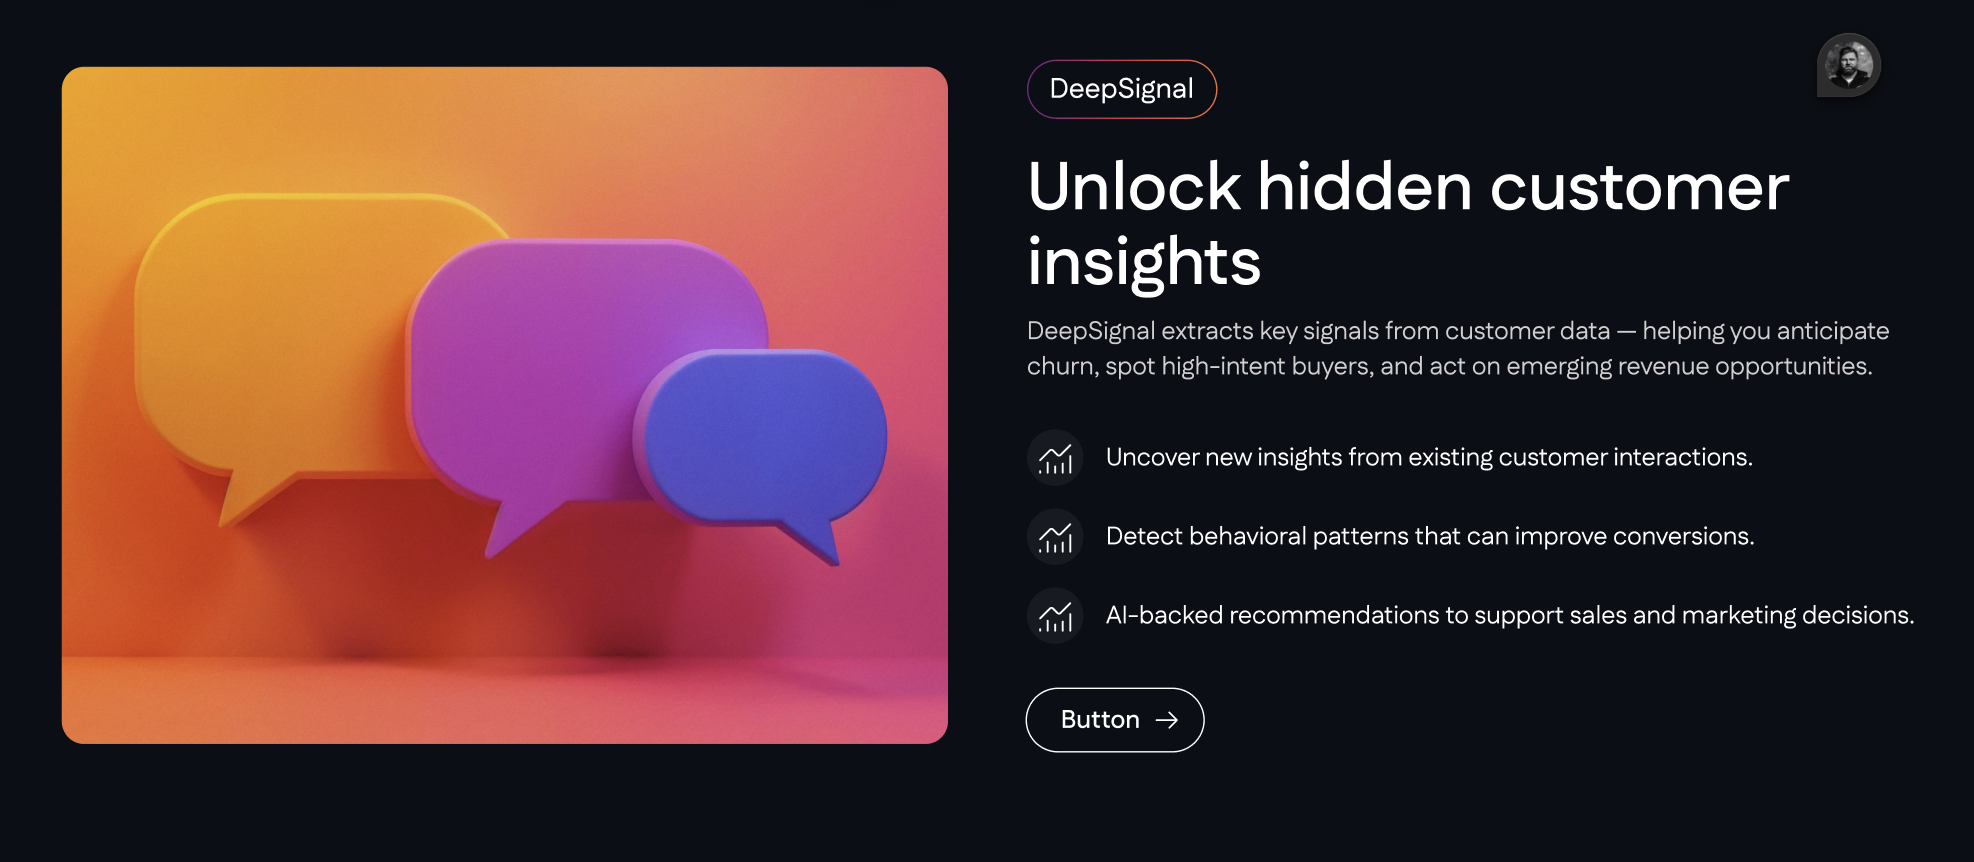 DeepSignal
Unlock hidden customer
insights
DeepSignal extracts key signals from customer data — helping you anticipate
churn, spot high-intent buyers, and act on emerging revenue opportunities.
Uncover new insights from existing customer interactions.
Detect behavioral patterns that can improve conversions.
AI-backed recommendations to support sales and marketing decisions.
Button